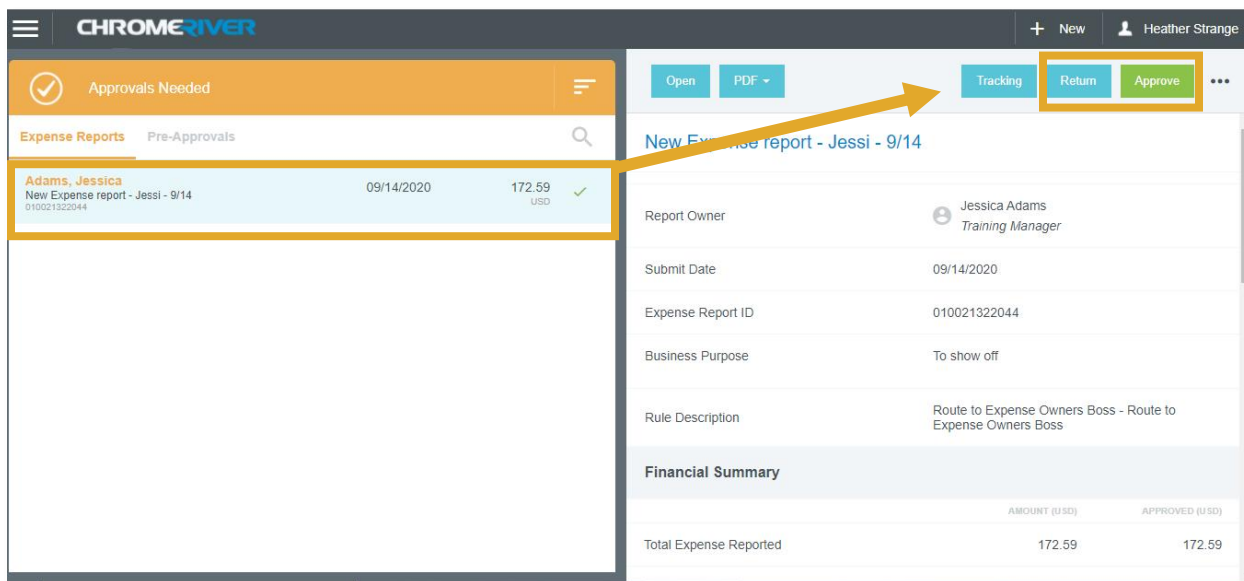 CHROMERIVER
+ New
Heather Strange
Approvals Needed
Open
PDF
Tracking
Return
Approve
Expense Reports
Pre-Approvals
New Expense report - Jessi - 9/14
Adams, Jessica
09/14/2020
172.59
New Expense report - Jessi - 9/14
USD
010021322044
Report Owner
Jessica Adams
Training Manager
Submit Date
09/14/2020
Expense Report ID
010021322044
Business Purpose
To show off
Rule Description
Route to Expense Owners Boss - Route to
Expense Owners Boss
Financial Summary
AMOUNT (USD)
APPROVED (USD)
Total Expense Reported
172.59
172.59